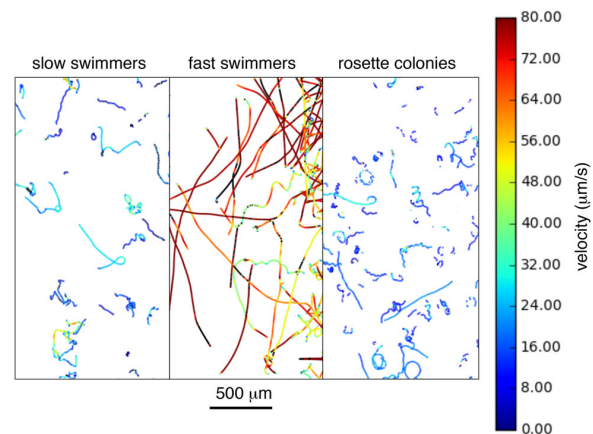 slow swimmers
fast swimmers
rosette colonies
80.00
72.00
64.00
56.00
48.00
40.00
32.00
24.00
16.00
8.00
0.00
velocity (μm/s)
500 μm